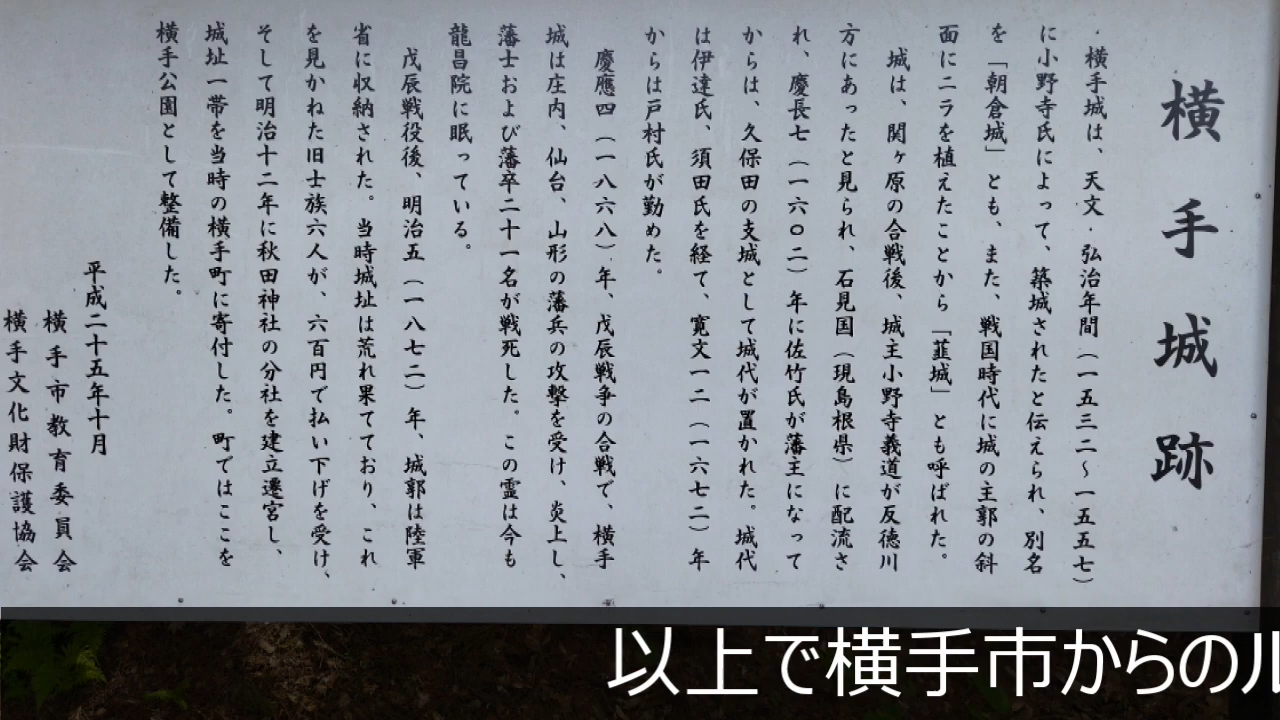 横手城跡
・横手城は、天文・弘治年間（一五三二～一五五七）
に小野寺氏によって、築城されたと伝えられ、別名
を「朝倉城」とも、また、戦国時代に城の主郭の斜
面にニラを植えたことから「韮城」とも呼ばれた。
城は、関ヶ原の合戦後、城主小野寺義道が反徳川
方にあったと見られ、石見国（現島根県）に配流さ
れ、慶長七（一六〇二）年に佐竹氏が藩主になって
からは、久保田の支城として城代が置かれた。城代
は伊達氏、須田氏を経て、寛文一二（一六七二）年
からは戸村氏が勤めた。
慶應四（一八六八）年、戊辰戦争の合戦で、横手
城は庄内、仙台、山形の藩兵の攻撃を受け、炎上し、
藩士および藩卒二十一名が戦死した。この霊は今も
龍昌院に眠っている。
戊辰戦役後、明治五（一八七二）年、城郭は陸軍
省に収納された。当時城址は荒れ果てており、これ
を見かねた旧士族六人が、六百円で払い下げを受け、
そして明治十二年に秋田神社の分社を建立遷宮し、
城址一帯を当時の横手町に寄付した。町ではここを
横手公園として整備した。
平成二十五年十月
横手市教育委員会
横手文化財保護協会
以上で横手市からのル